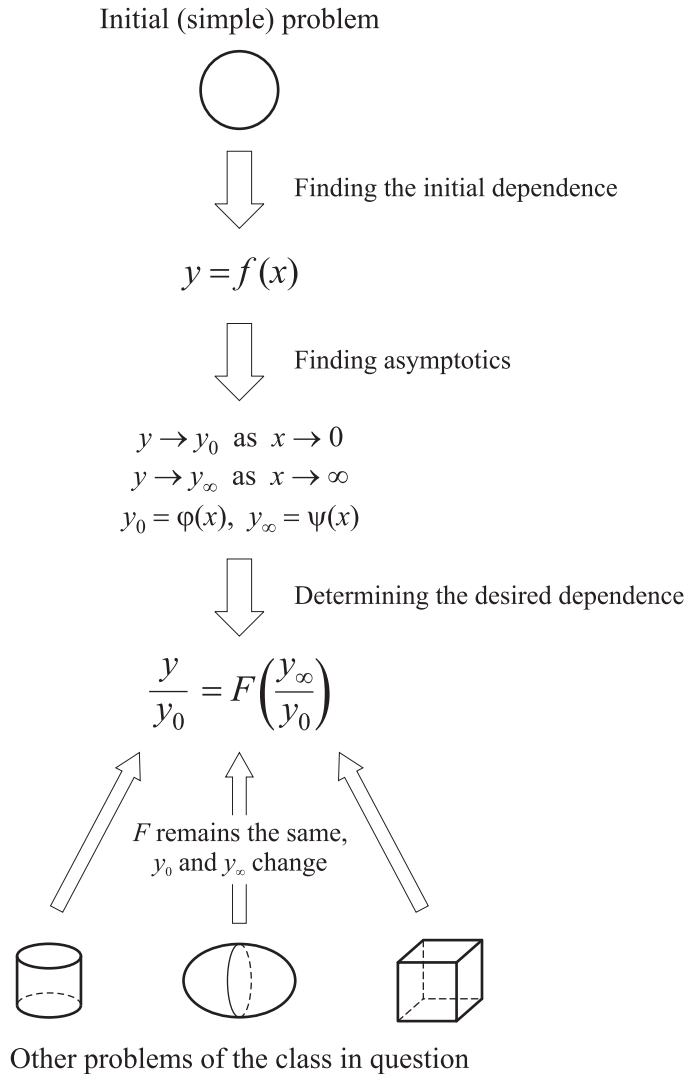 Initial (simple) problem
Finding the initial dependence
y = f(x)
Finding asymptotics
y → y₀ as x → 0
y → y∞ as x → ∞
y₀ = φ(x), y∞ = ψ(x)
Determining the desired dependence
y/y₀ = F(y∞/y₀)
F remains the same,
y₀ and y∞ change
Other problems of the class in question